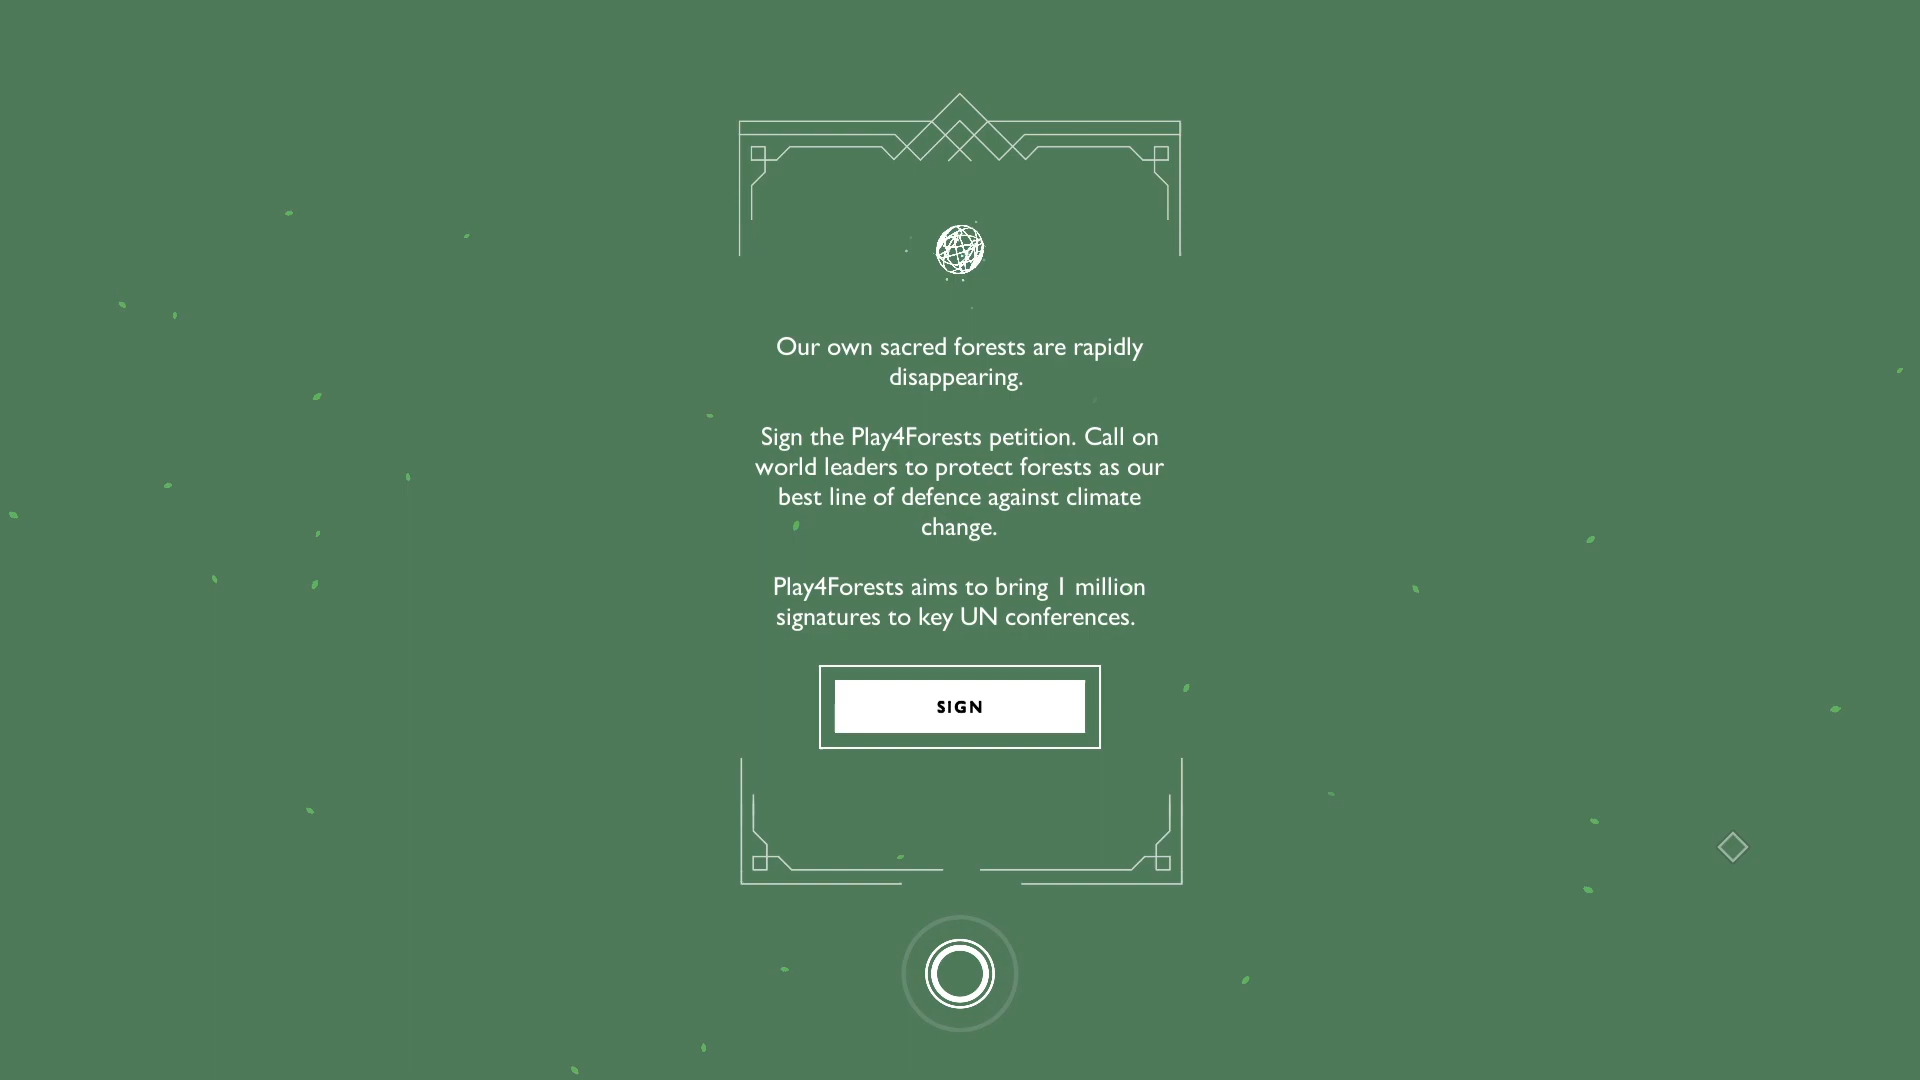 Our own sacred forests are rapidly
disappearing.
Sign the Play4Forests petition. Call on
world leaders to protect forests as our
best line of defence against climate
change.
Play4Forests aims to bring 1 million
signatures to key UN conferences.
SIGN